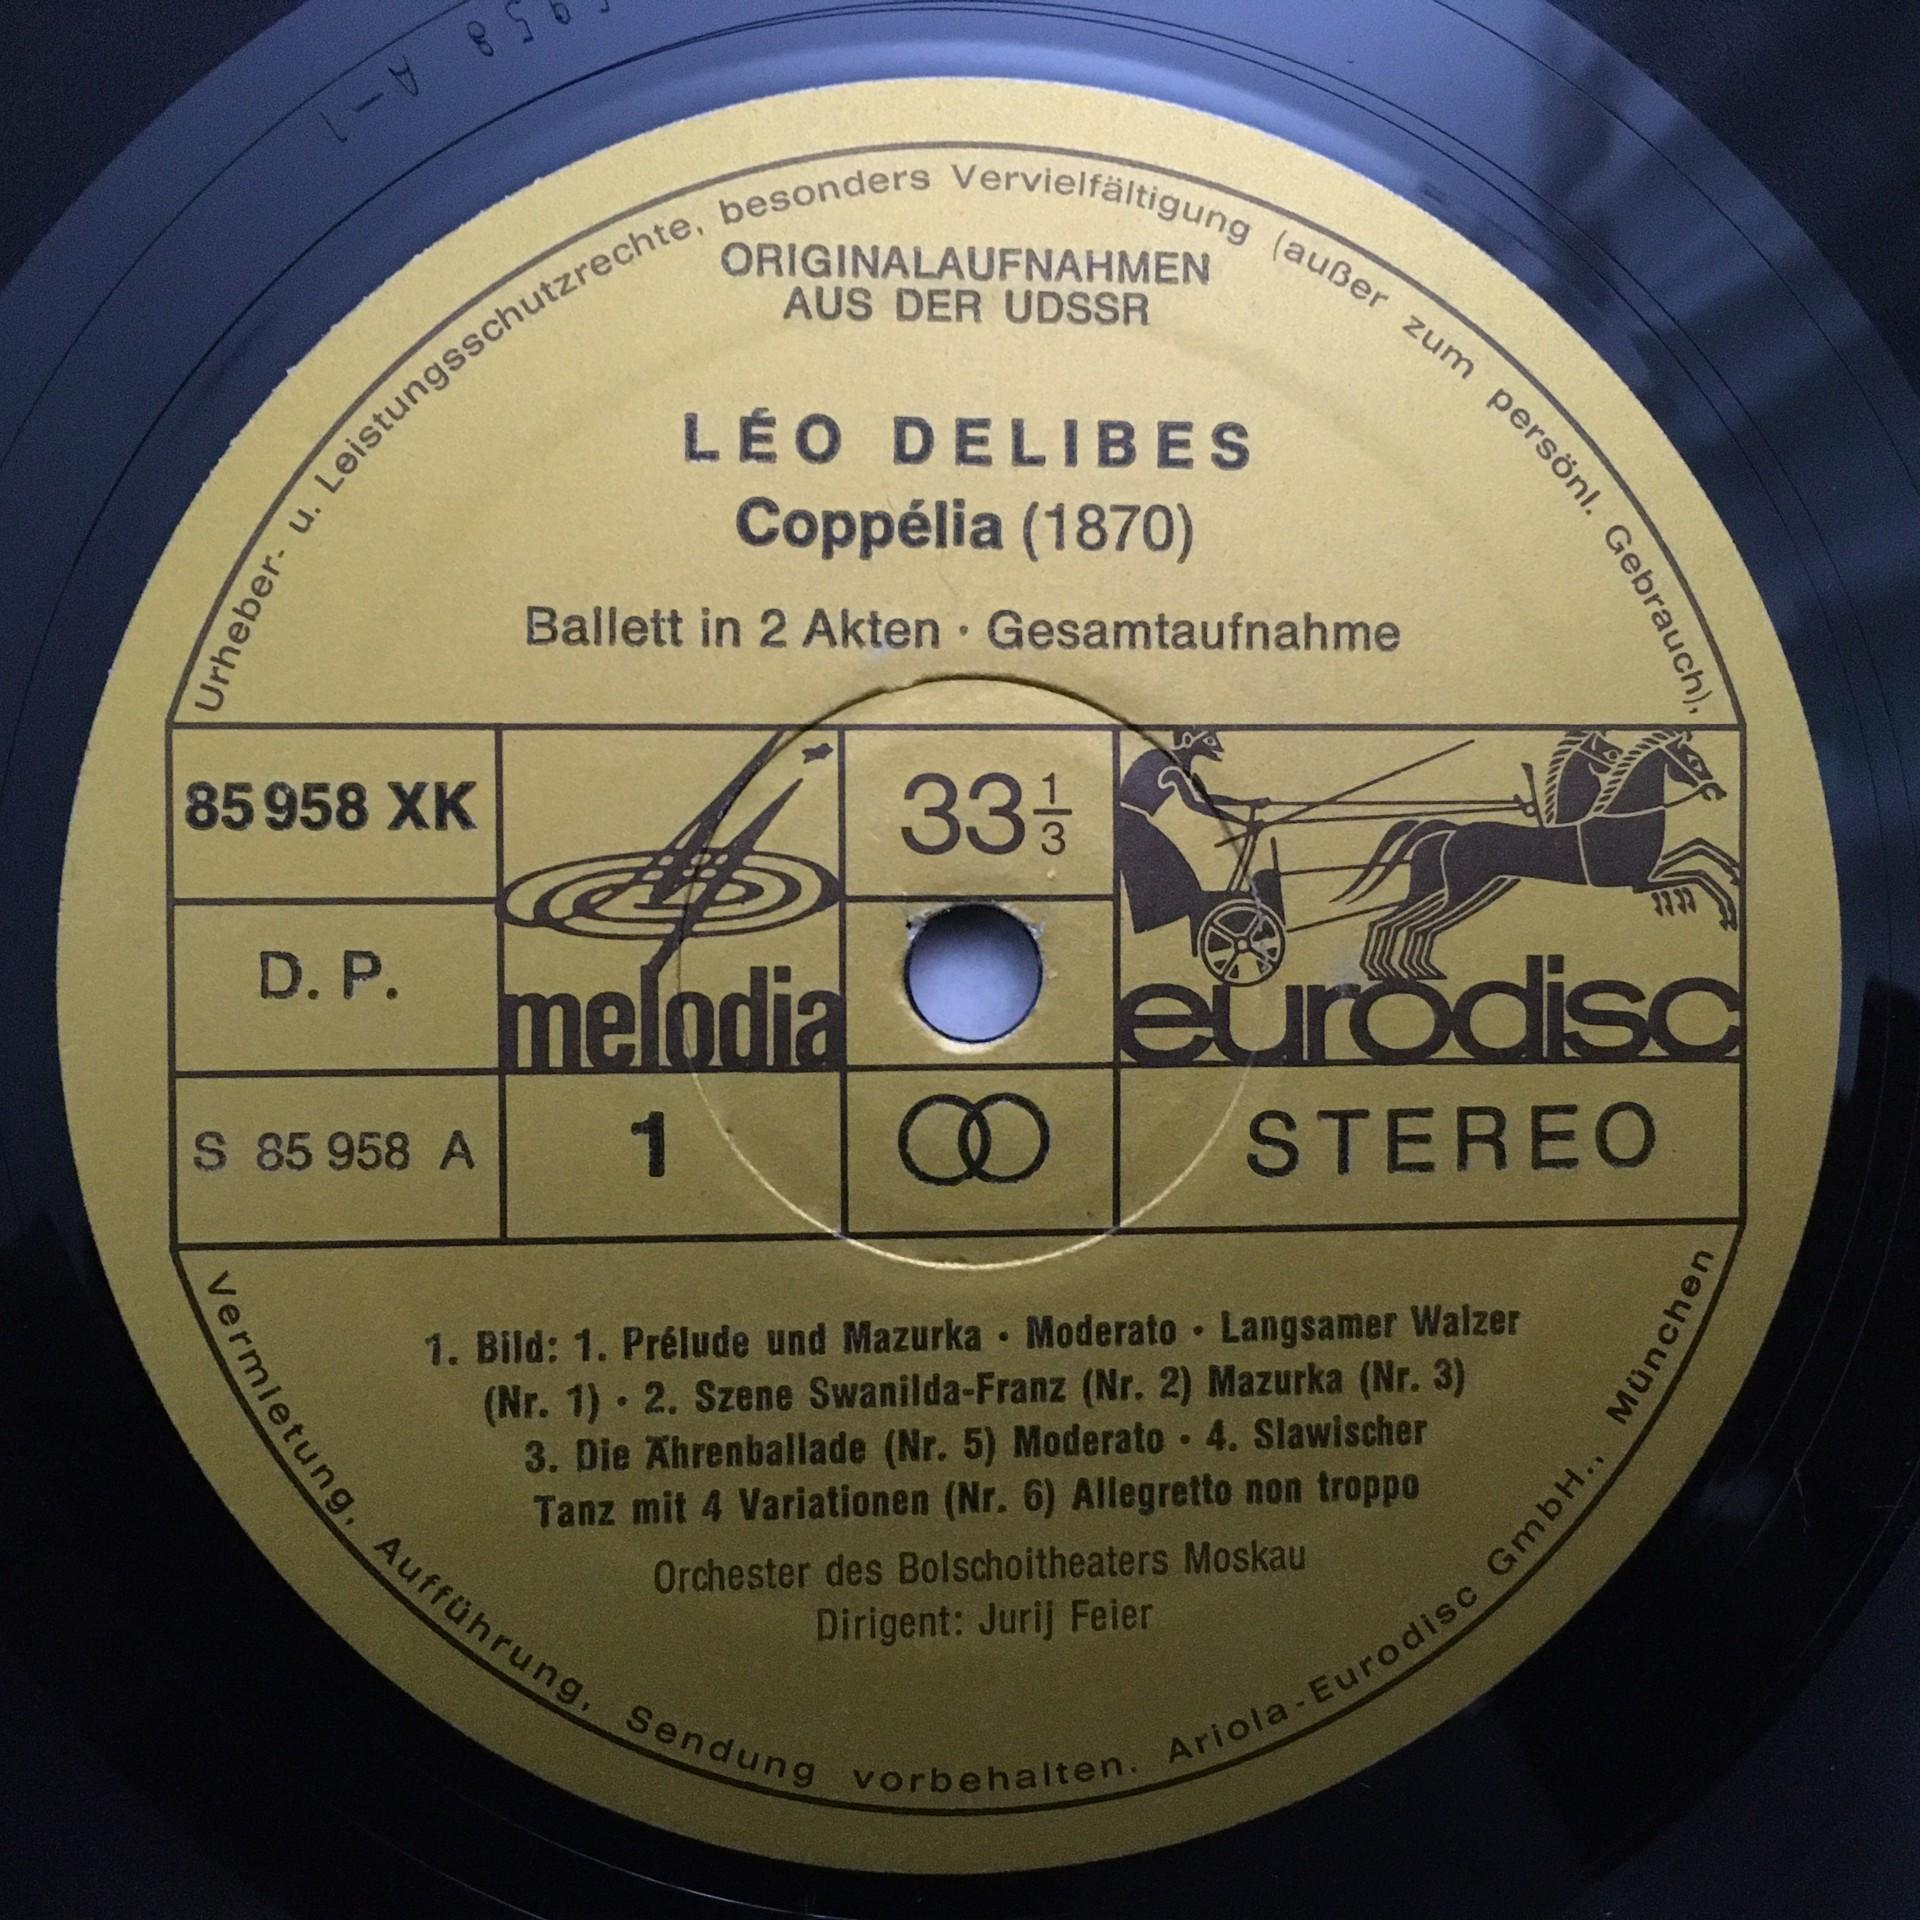 958 A-1
Urheber- u. Leistungsschutzrechte, besonders Vervielfältigung (außer zum persönl. Gebrauch),
ORIGINALAUFNAHMEN
AUS DER UDSSR
LÉO DELIBES
Coppélia (1870)
Ballett in 2 Akten · Gesamtaufnahme
85 958 XK
33 1/3
D. P.
melodia
eurodisc
S 85 958 A
1
STEREO
1. Bild: 1. Prélude und Mazurka · Moderato · Langsamer Walzer
(Nr. 1) · 2. Szene Swanilda-Franz (Nr. 2) Mazurka (Nr. 3)
3. Die Ährenballade (Nr. 5) Moderato · 4. Slawischer
Tanz mit 4 Variationen (Nr. 6) Allegretto non troppo
Orchester des Bolschoitheaters Moskau
Dirigent: Jurij Feier
Vermietung, Aufführung, Sendung vorbehalten. Ariola-Eurodisc GmbH., München